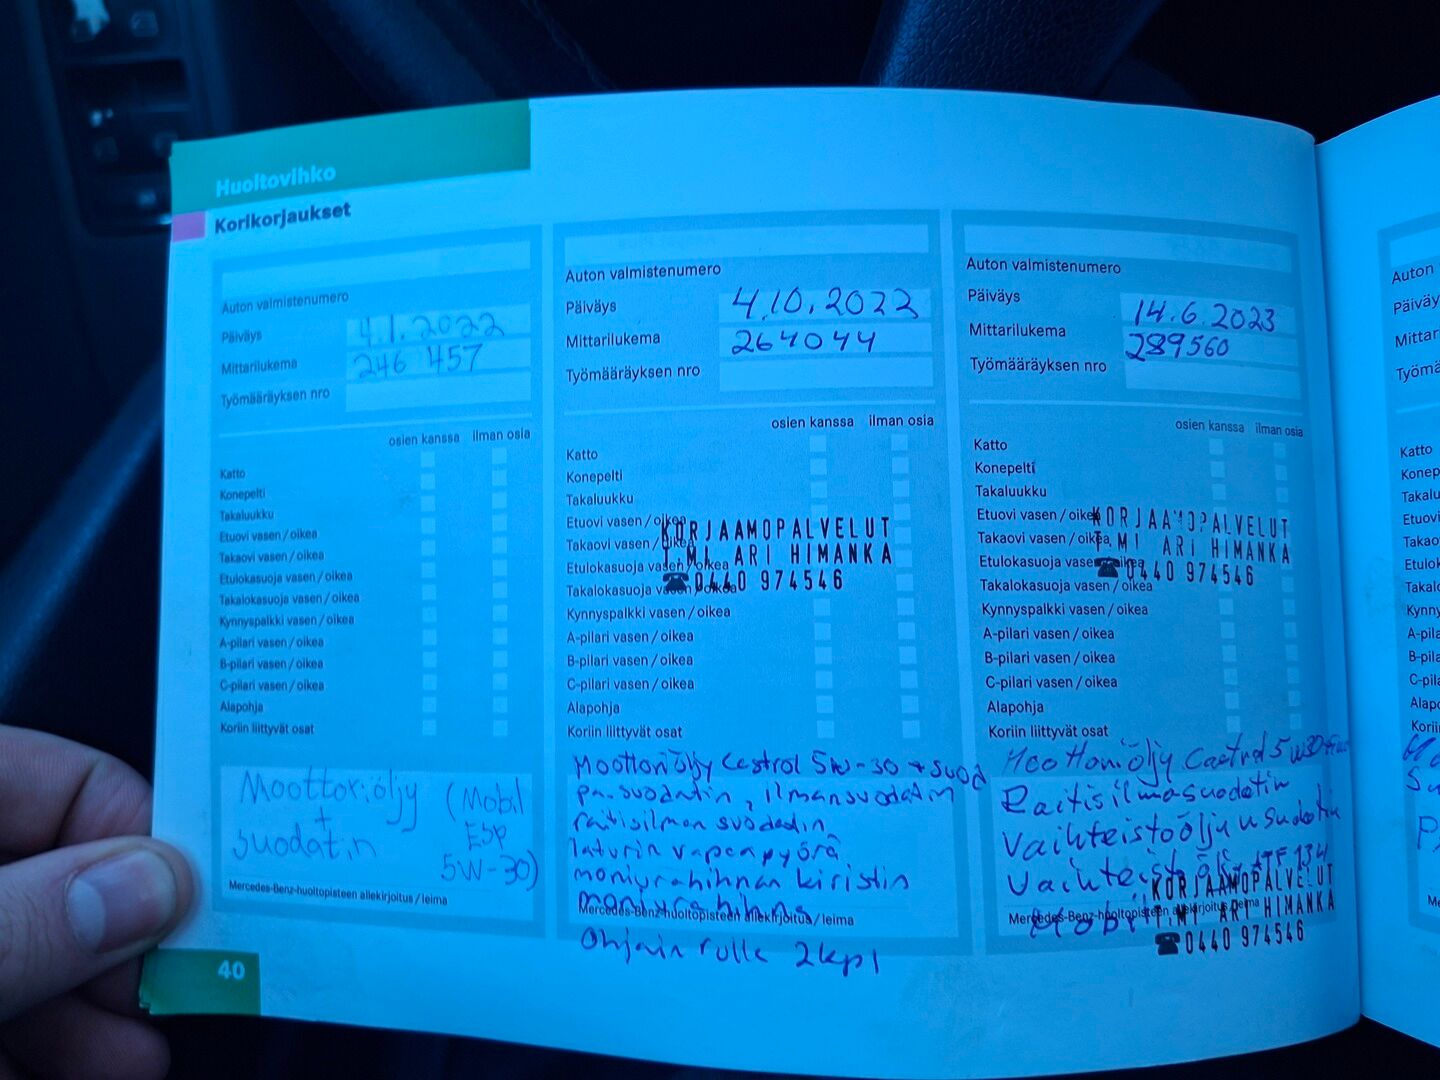 Huoltovihko
Korikorjaukset
Auton valmistenumero
Päiväys 4.1.2022
Mittarilukema 246 457
Työmääräyksen nro
osien kanssa ilman osia
Katto
Konepelti
Takaluukku
Etuovi vasen/oikea
Takaovi vasen/oikea
Etulokasuoja vasen/oikea
Takalokasuoja vasen/oikea
Kynnyspalkki vasen/oikea
A-pilari vasen/oikea
B-pilari vasen/oikea
C-pilari vasen/oikea
Alapohja
Koriin liittyvät osat
Moottoriöljy (Mobil
+ ESP
suodatin 5W-30)
Mercedes-Benz-huoltopisteen allekirjoitus/leima
40
Auton valmistenumero
Päiväys 4.10.2022
Mittarilukema 264044
Työmääräyksen nro
osien kanssa ilman osia
Katto
Konepelti
Takaluukku
Etuovi vasen/oikea
Takaovi vasen/oikea
Etulokasuoja vasen/oikea
Takalokasuoja vasen/oikea
KORJAAMOPALVELUT
T:MI ARI HIMANKA
☎ 0440 974546
Kynnyspalkki vasen/oikea
A-pilari vasen/oikea
B-pilari vasen/oikea
C-pilari vasen/oikea
Alapohja
Koriin liittyvät osat
Moottoriöljy Castrol 5W-30 + suod
pa.suodatin, ilmansuodatin
raitisilman suodatin
laturin vapaapyörä
moniurahihnan kiristin
moniurahihna
Mercedes-Benz-huoltopisteen allekirjoitus/leima
Ohjain rulla 2kpl
Auton valmistenumero
Päiväys 14.6.2023
Mittarilukema 289560
Työmääräyksen nro
osien kanssa ilman osia
Katto
Konepelti
Takaluukku
Etuovi vasen/oikea
Takaovi vasen/oikea
Etulokasuoja vasen/oikea
Takalokasuoja vasen/oikea
KORJAAMOPALVELUT
T:MI ARI HIMANKA
☎ 0440 974546
Kynnyspalkki vasen/oikea
A-pilari vasen/oikea
B-pilari vasen/oikea
C-pilari vasen/oikea
Alapohja
Koriin liittyvät osat
Moottoriöljy Castrol 5W30
Raitisilmasuodatin
Vaihteistoöljyn suodatin
Vaihteistoöljy ATF 134
Mobil
Mercedes-Benz-huoltopisteen allekirjoitus/leima
KORJAAMOPALVELUT
T:MI ARI HIMANKA
☎ 0440 974546
Auton
Katto
Alapo